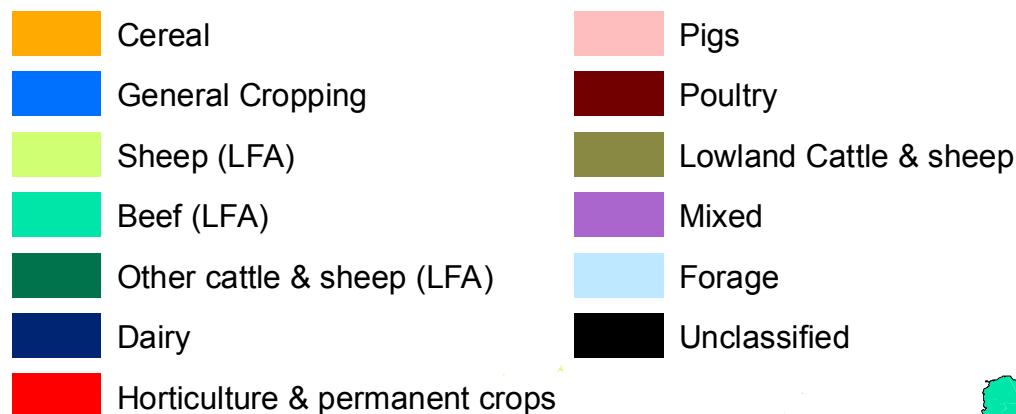 Cereal
General Cropping
Sheep (LFA)
Beef (LFA)
Other cattle & sheep (LFA)
Dairy
Horticulture & permanent crops
Pigs
Poultry
Lowland Cattle & sheep
Mixed
Forage
Unclassified